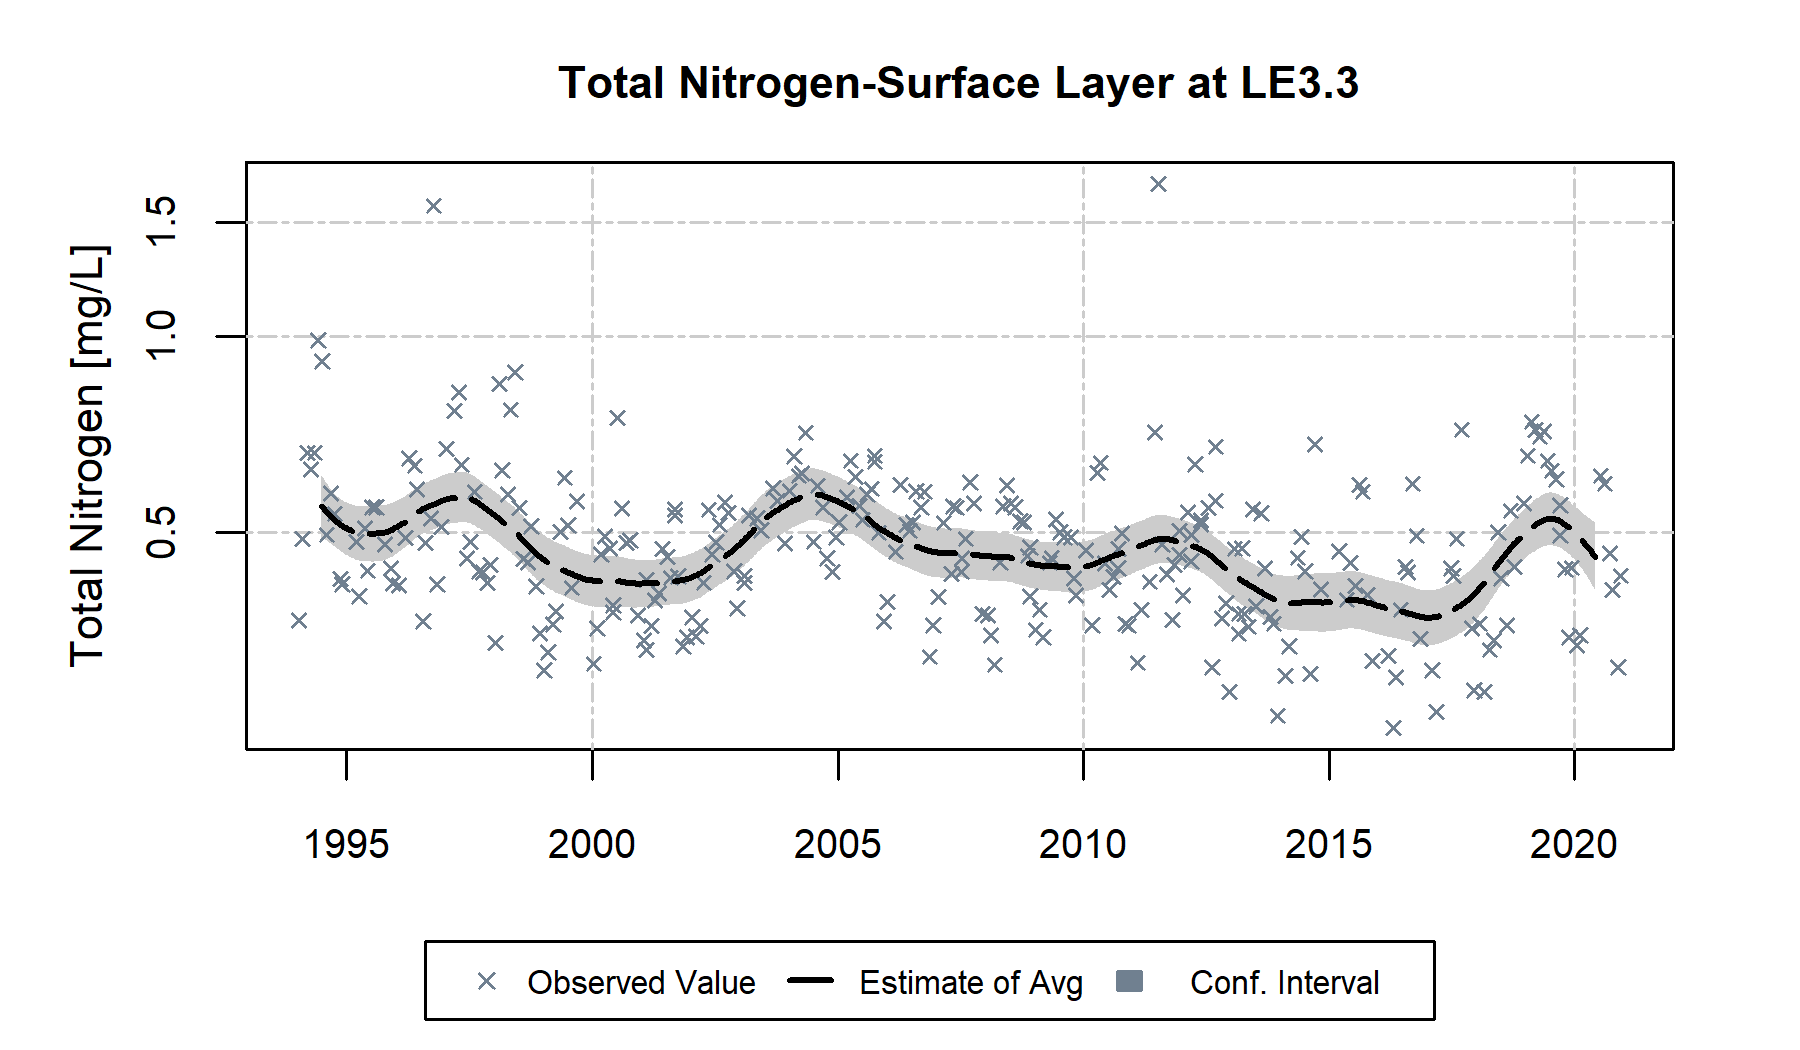 Total Nitrogen-Surface Layer at LE3.3
Total Nitrogen [mg/L]
1.5
1.0
0.5
1995 2000 2005 2010 2015 2020
Observed Value Estimate of Avg Conf. Interval